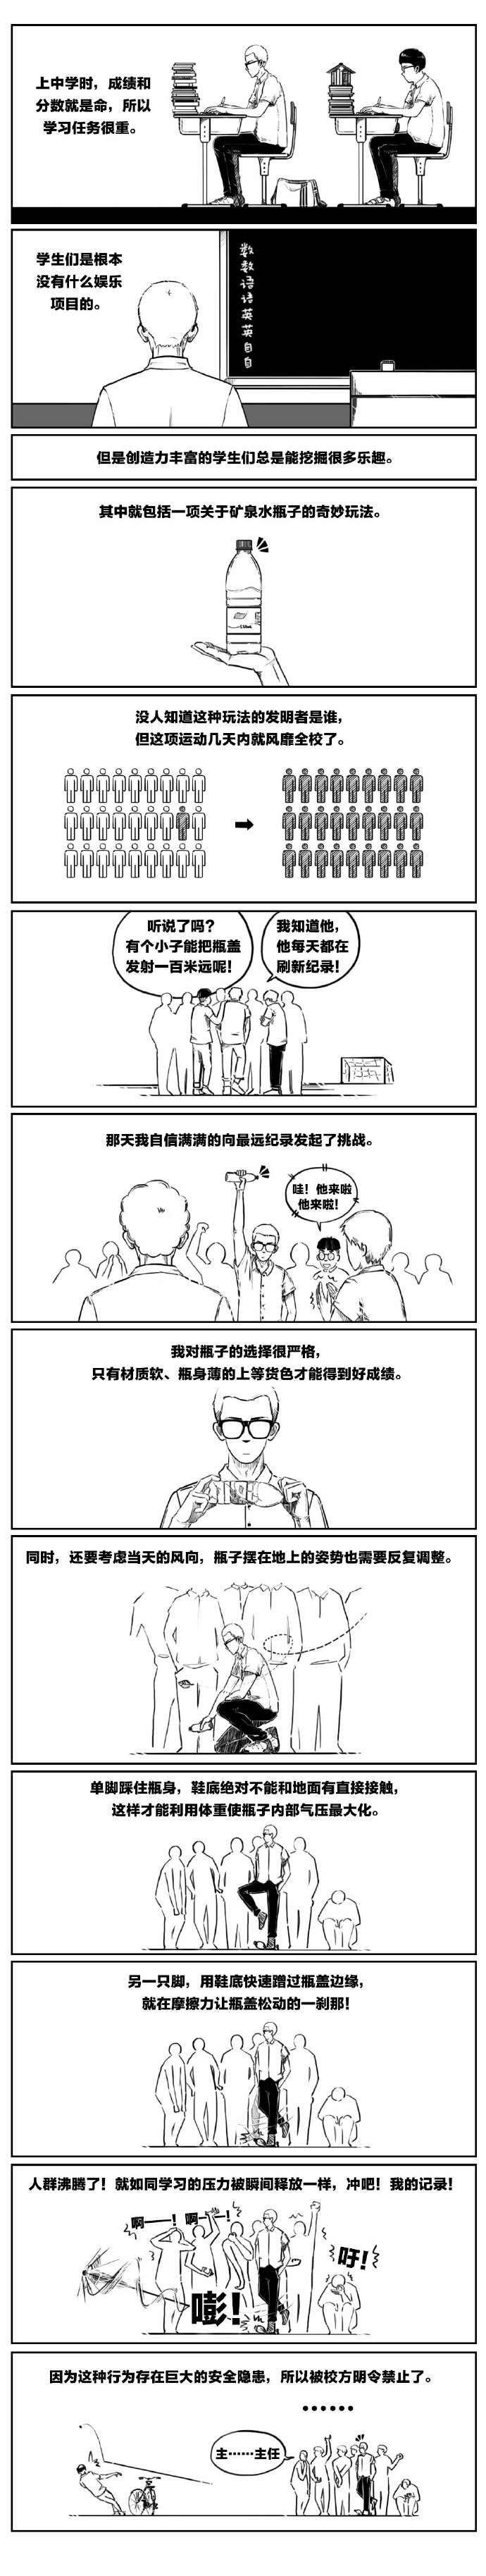 上中学时，成绩和
分数就是命，所以
学习任务很重。
学生们是根本
没有什么娱乐
项目的。
数
数
语
语
英
英
自
自
但是创造力丰富的学生们总是能挖掘很多乐趣。
其中就包括一项关于矿泉水瓶子的奇妙玩法。
550mL
没人知道这种玩法的发明者是谁，
但这项运动几天内就风靡全校了。
听说了吗？
有个小子能把瓶盖
发射一百米远呢！
我知道他，
他每天都在
刷新纪录！
那天我自信满满的向最远纪录发起了挑战。
哇！他来啦
他来啦！
我对瓶子的选择很严格，
只有材质软、瓶身薄的上等货色才能得到好成绩。
同时，还要考虑当天的风向，瓶子摆在地上的姿势也需要反复调整。
单脚踩住瓶身，鞋底绝对不能和地面有直接接触，
这样才能利用体重使瓶子内部气压最大化。
另一只脚，用鞋底快速蹭过瓶盖边缘，
就在摩擦力让瓶盖松动的一刹那！
人群沸腾了！就如同学习的压力被瞬间释放一样，冲吧！我的记录！
啊——！啊——！
吁！
嘭！
因为这种行为存在巨大的安全隐患，所以被校方明令禁止了。
••••••
主……主任